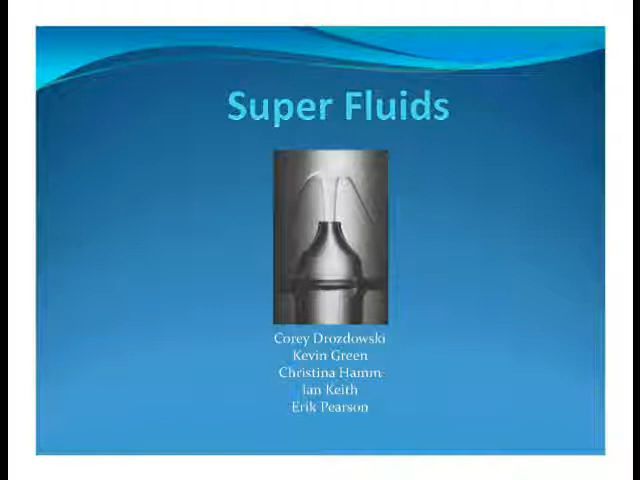 Super Fluids
Corey Drozdowski
Kevin Green
Christina Hamm
Ian Keith
Erik Pearson